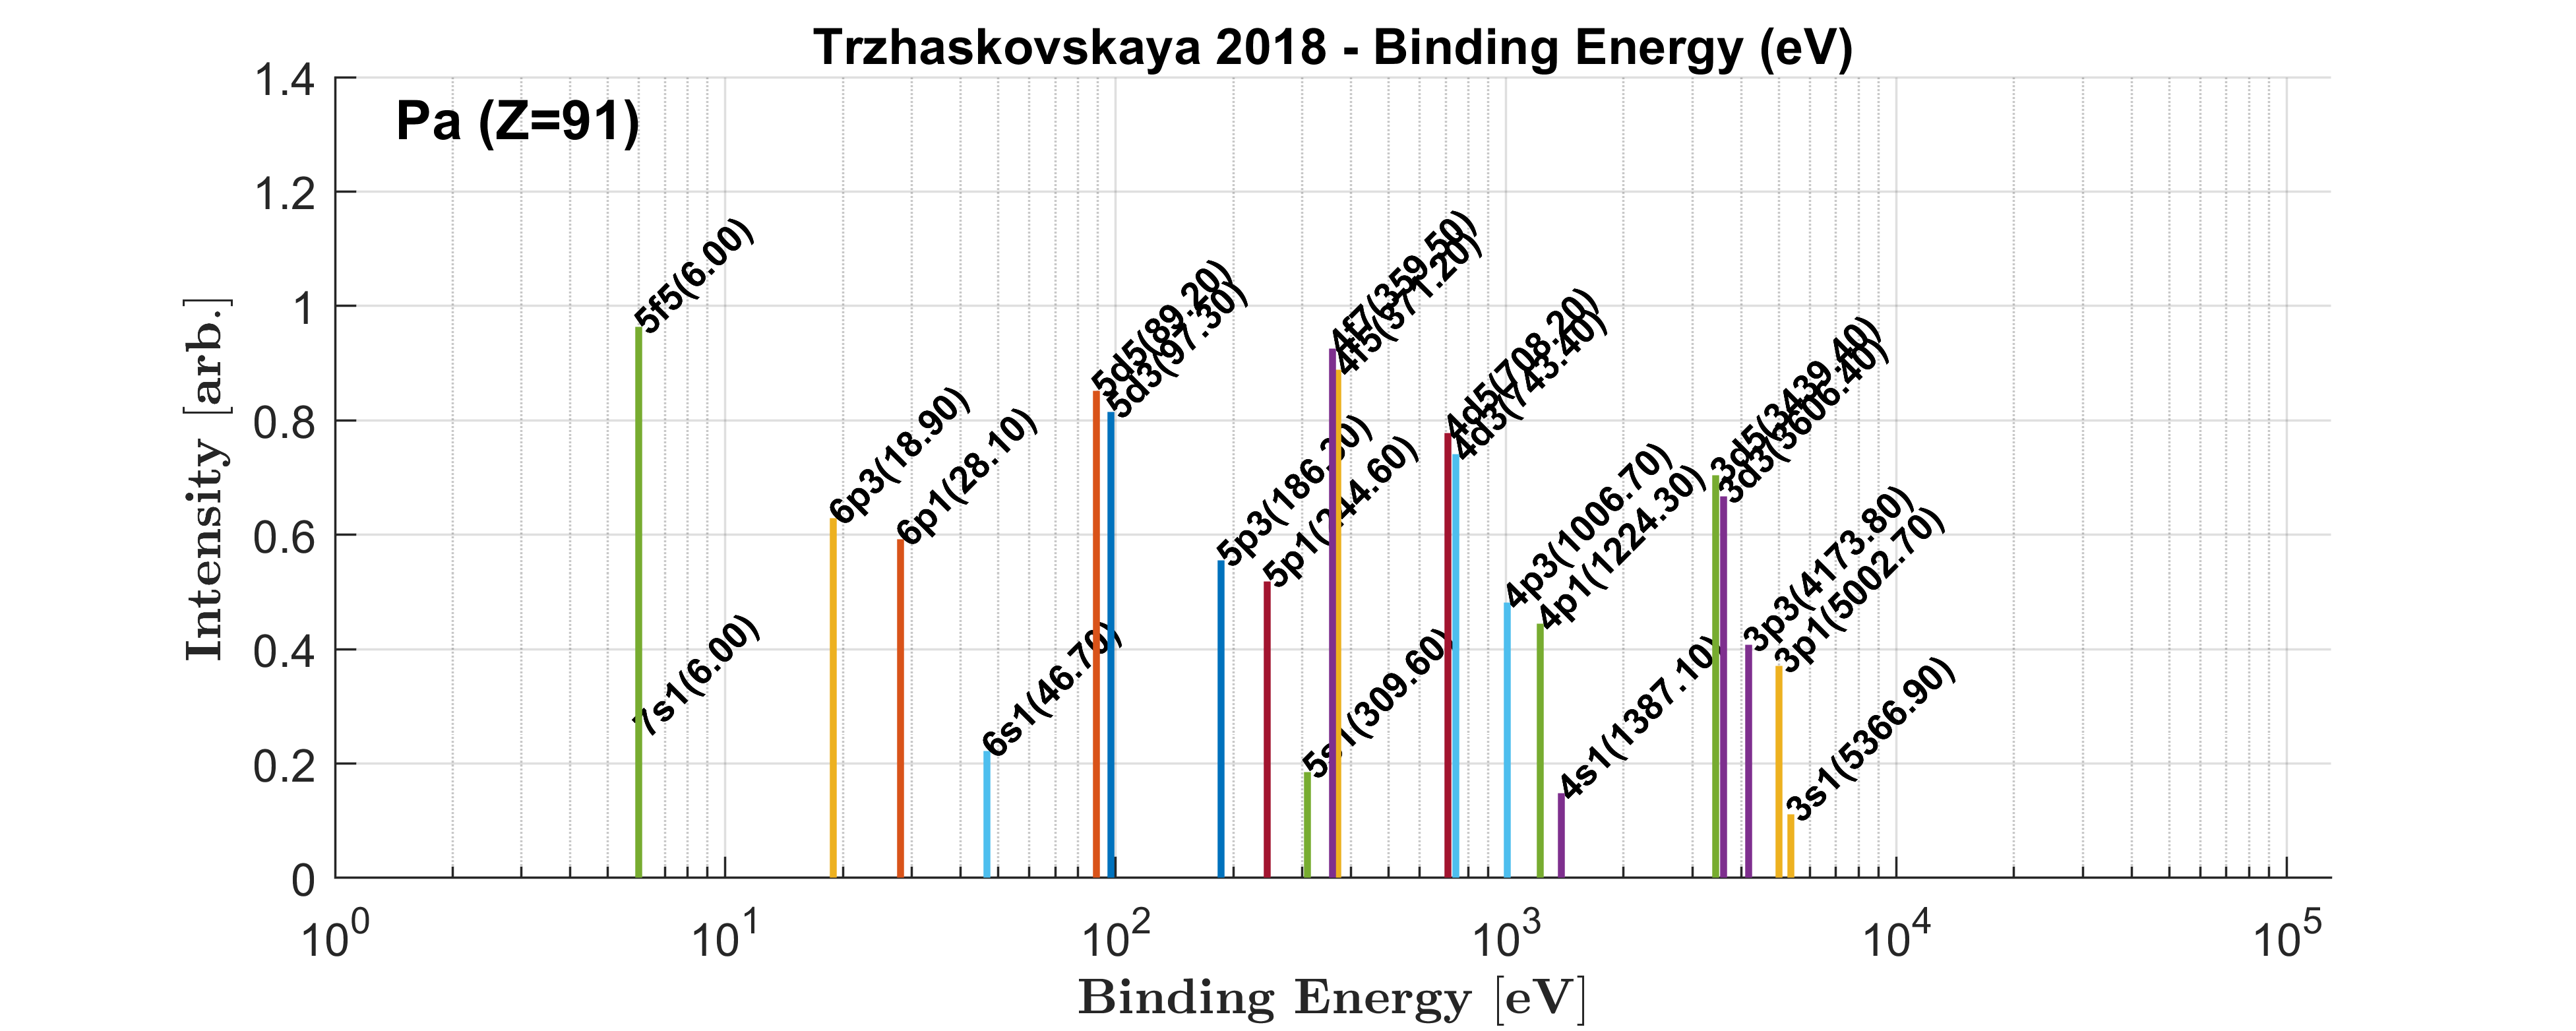 Trzhaskovskaya 2018 - Binding Energy (eV)
Pa (Z=91)
Intensity [arb.]
1.4
1.2
1
0.8
0.6
0.4
0.2
0
5f5(6.00)
7s1(6.00)
6p3(18.90)
6p1(28.10)
6s1(46.70)
5d5(89.20)
5d3(97.30)
5p3(186.30)
5p1(244.60)
5s1(309.60)
4f7(359.50)
4f5(371.20)
4d5(708.20)
4d3(743.40)
4p3(1006.70)
4p1(1224.30)
4s1(1387.10)
3d5(3439.40)
3d3(3606.40)
3p3(4173.80)
3p1(5002.70)
3s1(5366.90)
10^0 10^1 10^2 10^3 10^4 10^5
Binding Energy [eV]